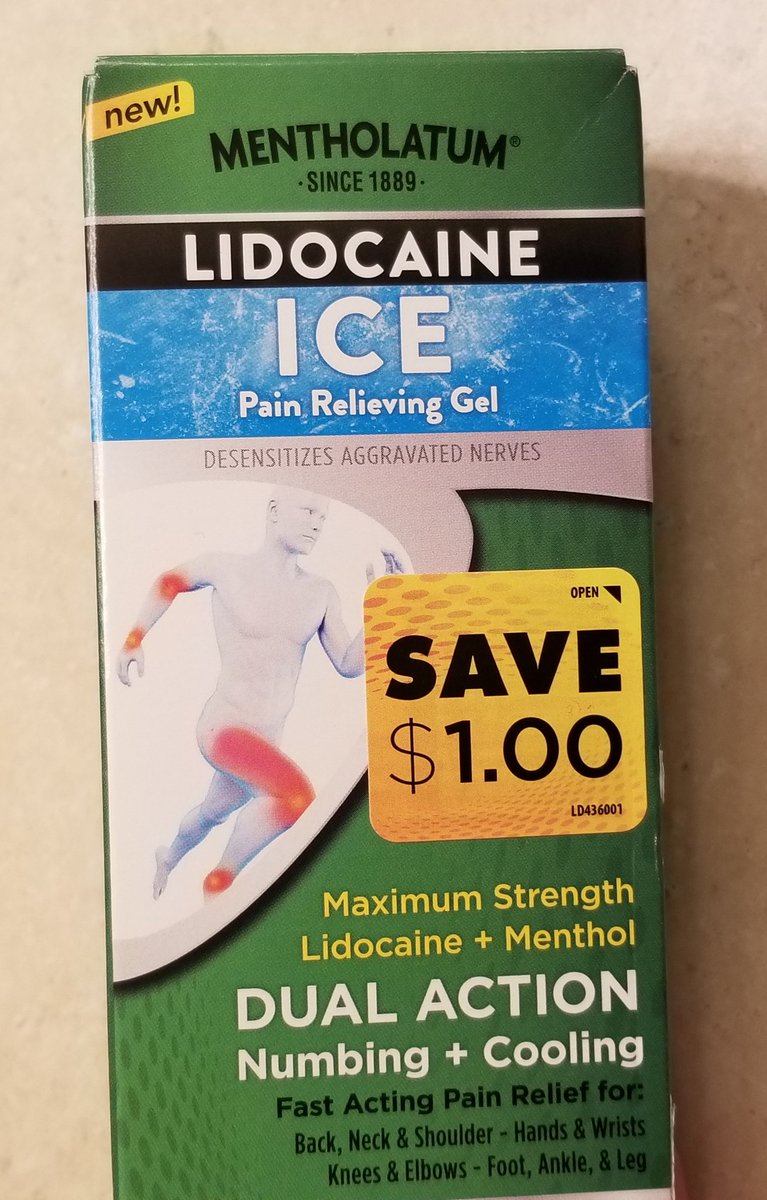 new!
MENTHOLATUM®
·SINCE 1889·
LIDOCAINE
ICE
Pain Relieving Gel
DESENSITIZES AGGRAVATED NERVES
OPEN
SAVE
$1.00
LD436001
Maximum Strength
Lidocaine + Menthol
DUAL ACTION
Numbing + Cooling
Fast Acting Pain Relief for:
Back, Neck & Shoulder - Hands & Wrists
Knees & Elbows - Foot, Ankle, & Leg